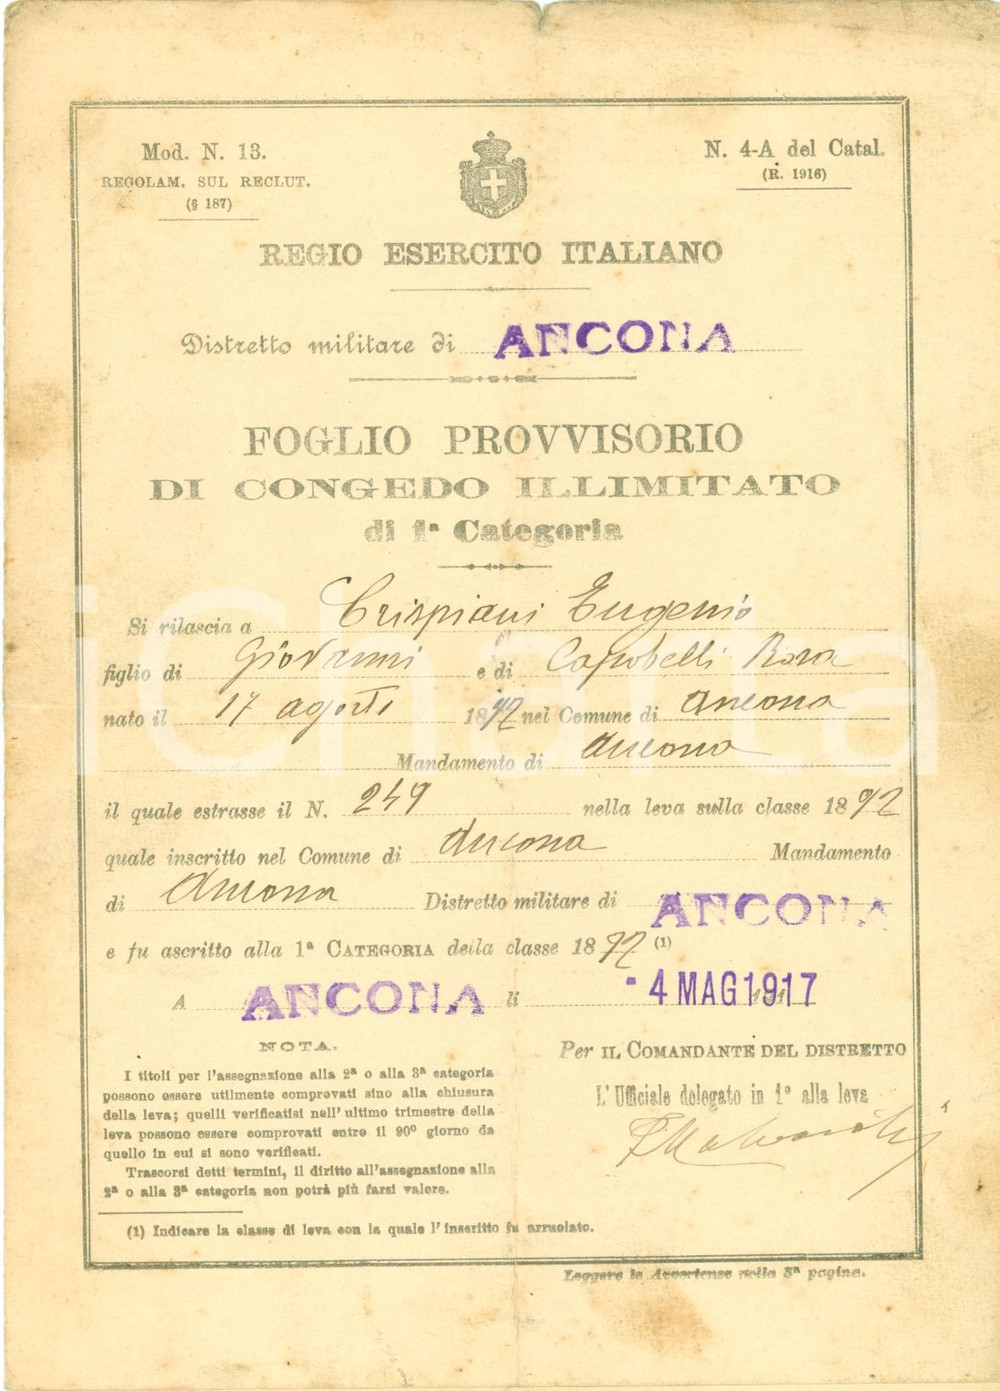 Mod. N. 13.
REGOLAM. SUL RECLUT.
(§ 187)
N. 4-A del Catal.
(R. 1916)
REGIO ESERCITO ITALIANO
Distretto militare di ANCONA
FOGLIO PROVVISORIO
DI CONGEDO ILLIMITATO
di 1ª Categoria
Si rilascia a Crispiani Eugenio
figlio di Giovanni e di Rosa
nato il 17 agosto 18 nel Comune di Ancona
Mandamento di Ancona
il quale estrasse il N. 249 nella leva sulla classe 1892
quale inscritto nel Comune di Ancona Mandamento
di Ancona Distretto militare di ANCONA
e fu ascritto alla 1ª CATEGORIA della classe 18 (1)
A ANCONA li - 4 MAG 1917
NOTA.
I titoli per l'assegnazione alla 2ª o alla 3ª categoria
possono essere utilmente comprovati sino alla chiusura
della leva; quelli verificatisi nell'ultimo trimestre della
leva possono essere comprovati entro il 90º giorno da
quello in cui si sono verificati.
Trascorsi detti termini, il diritto all'assegnazione alla
2ª o alla 3ª categoria non potrà più farsi valere.
Per IL COMANDANTE DEL DISTRETTO
L'Ufficiale delegato in 1º alla leva
(1) Indicare la classe di leva con la quale l'inscritto fu arruolato.
Leggere le Avvertenze nella 3ª pagina.